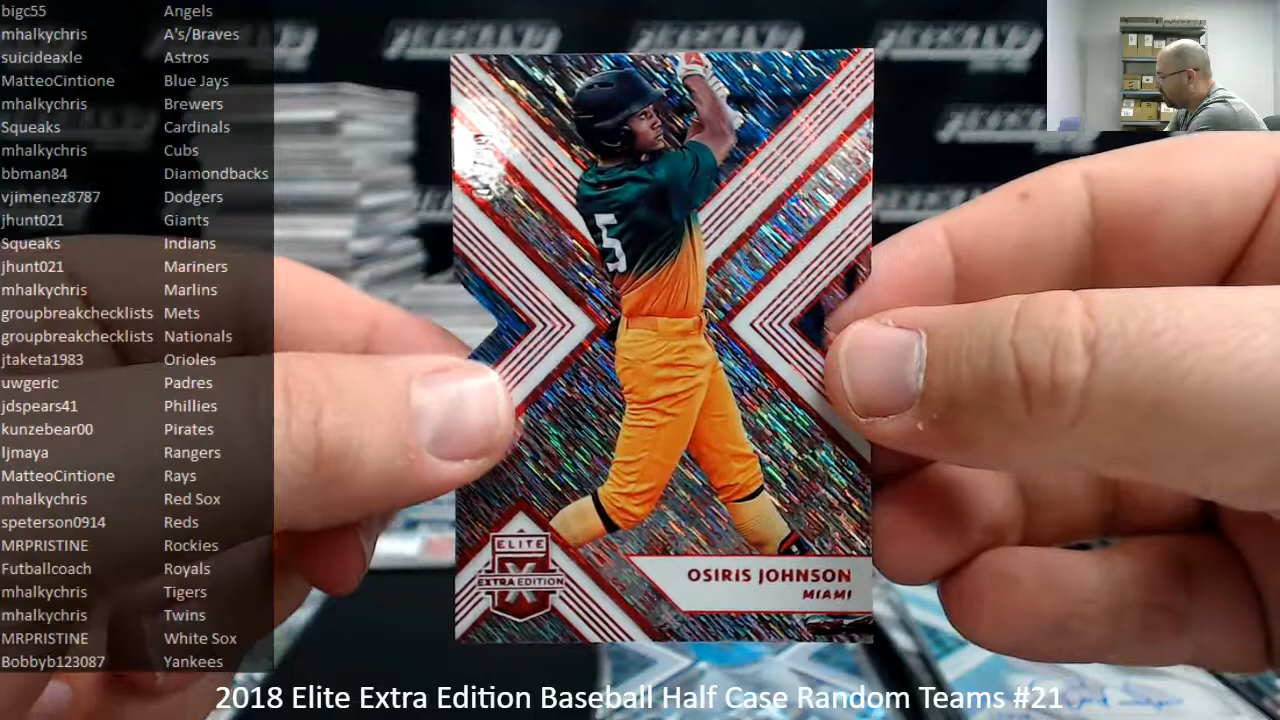 bigc55 Angels
mhalkychris A's/Braves
suicideaxle Astros
MatteoCintione Blue Jays
mhalkychris Brewers
Squeaks Cardinals
mhalkychris Cubs
bbman84 Diamondbacks
vjimenez8787 Dodgers
jhunt021 Giants
Squeaks Indians
jhunt021 Mariners
mhalkychris Marlins
groupbreakchecklists Mets
groupbreakchecklists Nationals
jtaketa1983 Orioles
uwgeric Padres
jdspears41 Phillies
kunzebear00 Pirates
ljmaya Rangers
MatteoCintione Rays
mhalkychris Red Sox
speterson0914 Reds
MRPRISTINE Rockies
Futballcoach Royals
mhalkychris Tigers
mhalkychris Twins
MRPRISTINE White Sox
Bobbyb123087 Yankees
5
ELITE
X
EXTRA EDITION
OSIRIS JOHNSON
MIAMI
2018 Elite Extra Edition Baseball Half Case Random Teams #21